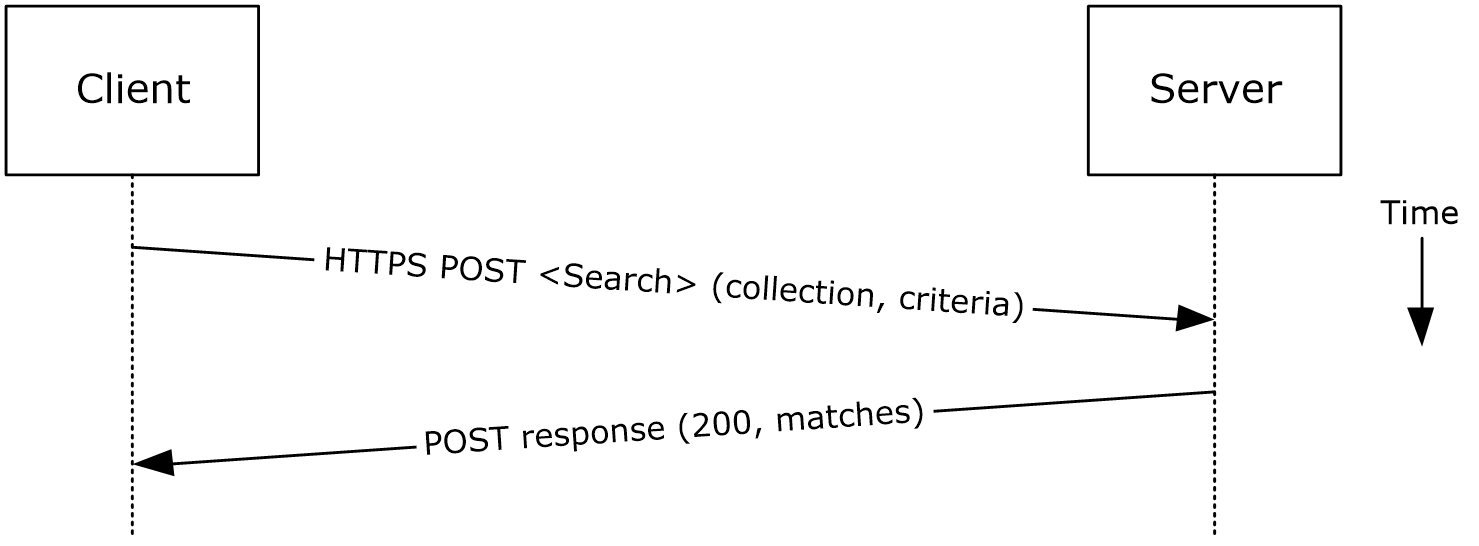 Client
Server
Time
HTTPS POST <Search> (collection, criteria)
POST response (200, matches)